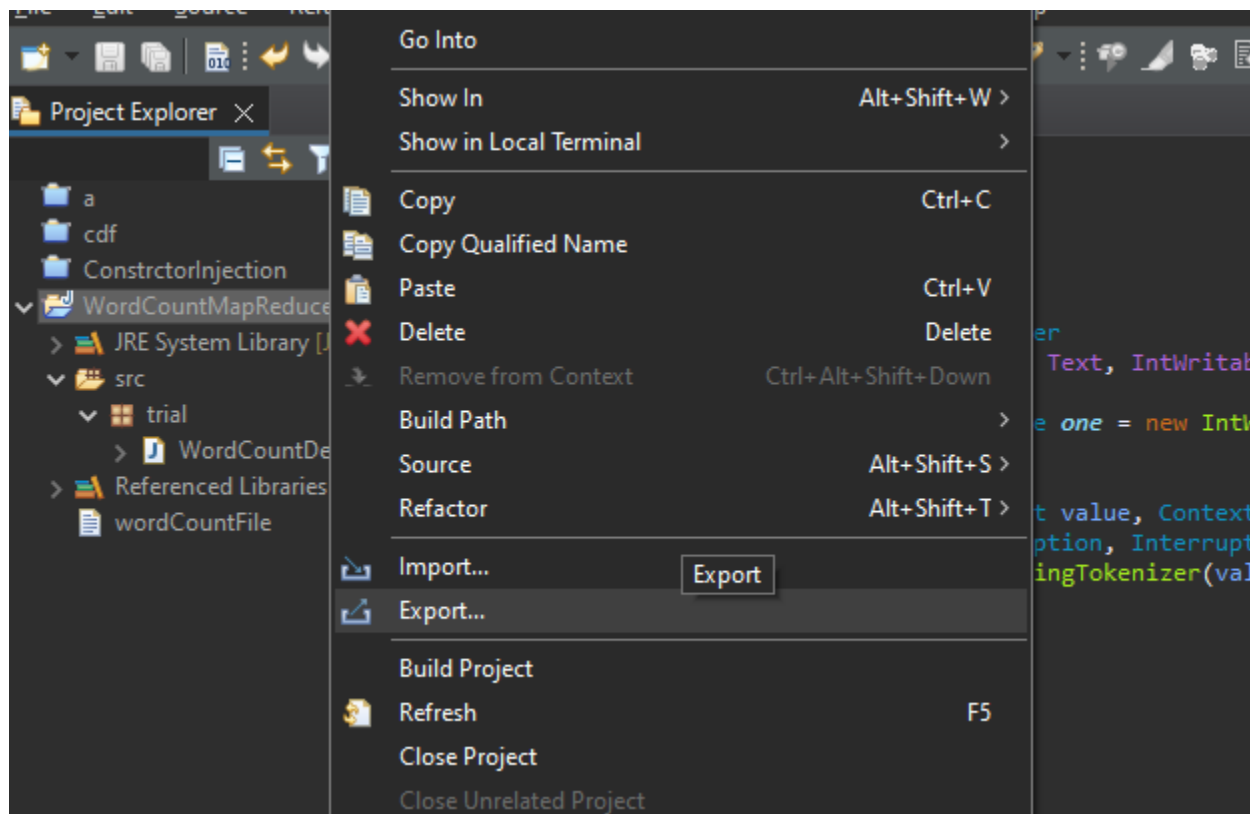 Go Into
Show In Alt+Shift+W >
Show in Local Terminal >
Copy Ctrl+C
Copy Qualified Name
Paste Ctrl+V
Delete Delete
Remove from Context Ctrl+Alt+Shift+Down
Build Path >
Source Alt+Shift+S >
Refactor Alt+Shift+T >
Import...
Export
Export...
Build Project
Refresh F5
Close Project
Close Unrelated Project
Project Explorer
a
cdf
ConstrctorInjection
WordCountMapReduce
JRE System Library [J
src
trial
WordCountDe
Referenced Libraries
wordCountFile
er
Text, IntWritab
e one = new IntW
t value, Context
ption, Interrupt
ingTokenizer(val